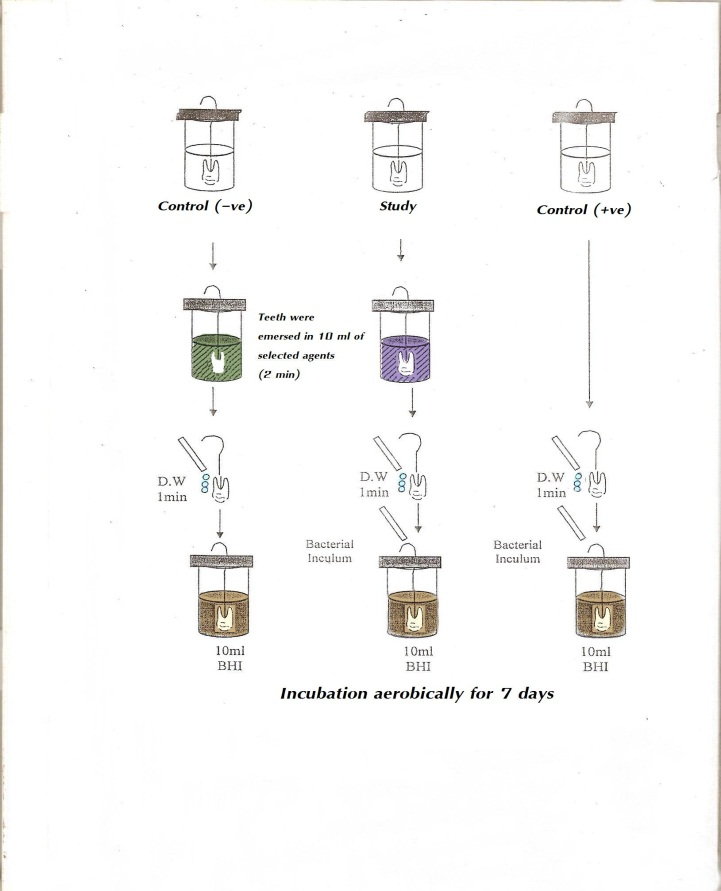 Control (-ve)
Study
Control (+ve)
Teeth were
emersed in 10 ml of
selected agents
(2 min)
D.W
1min
D.W
1min
D.W
1min
Bacterial
Inculum
Bacterial
Inculum
10ml
BHI
10ml
BHI
10ml
BHI
Incubation aerobically for 7 days